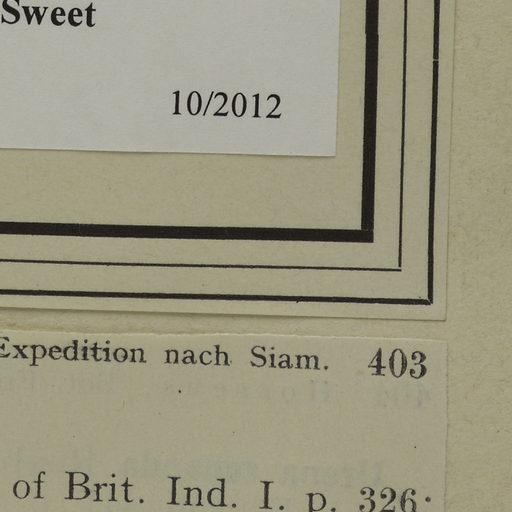 Sweet
10/2012
Expedition nach Siam. 403
of Brit. Ind. I. p. 326.